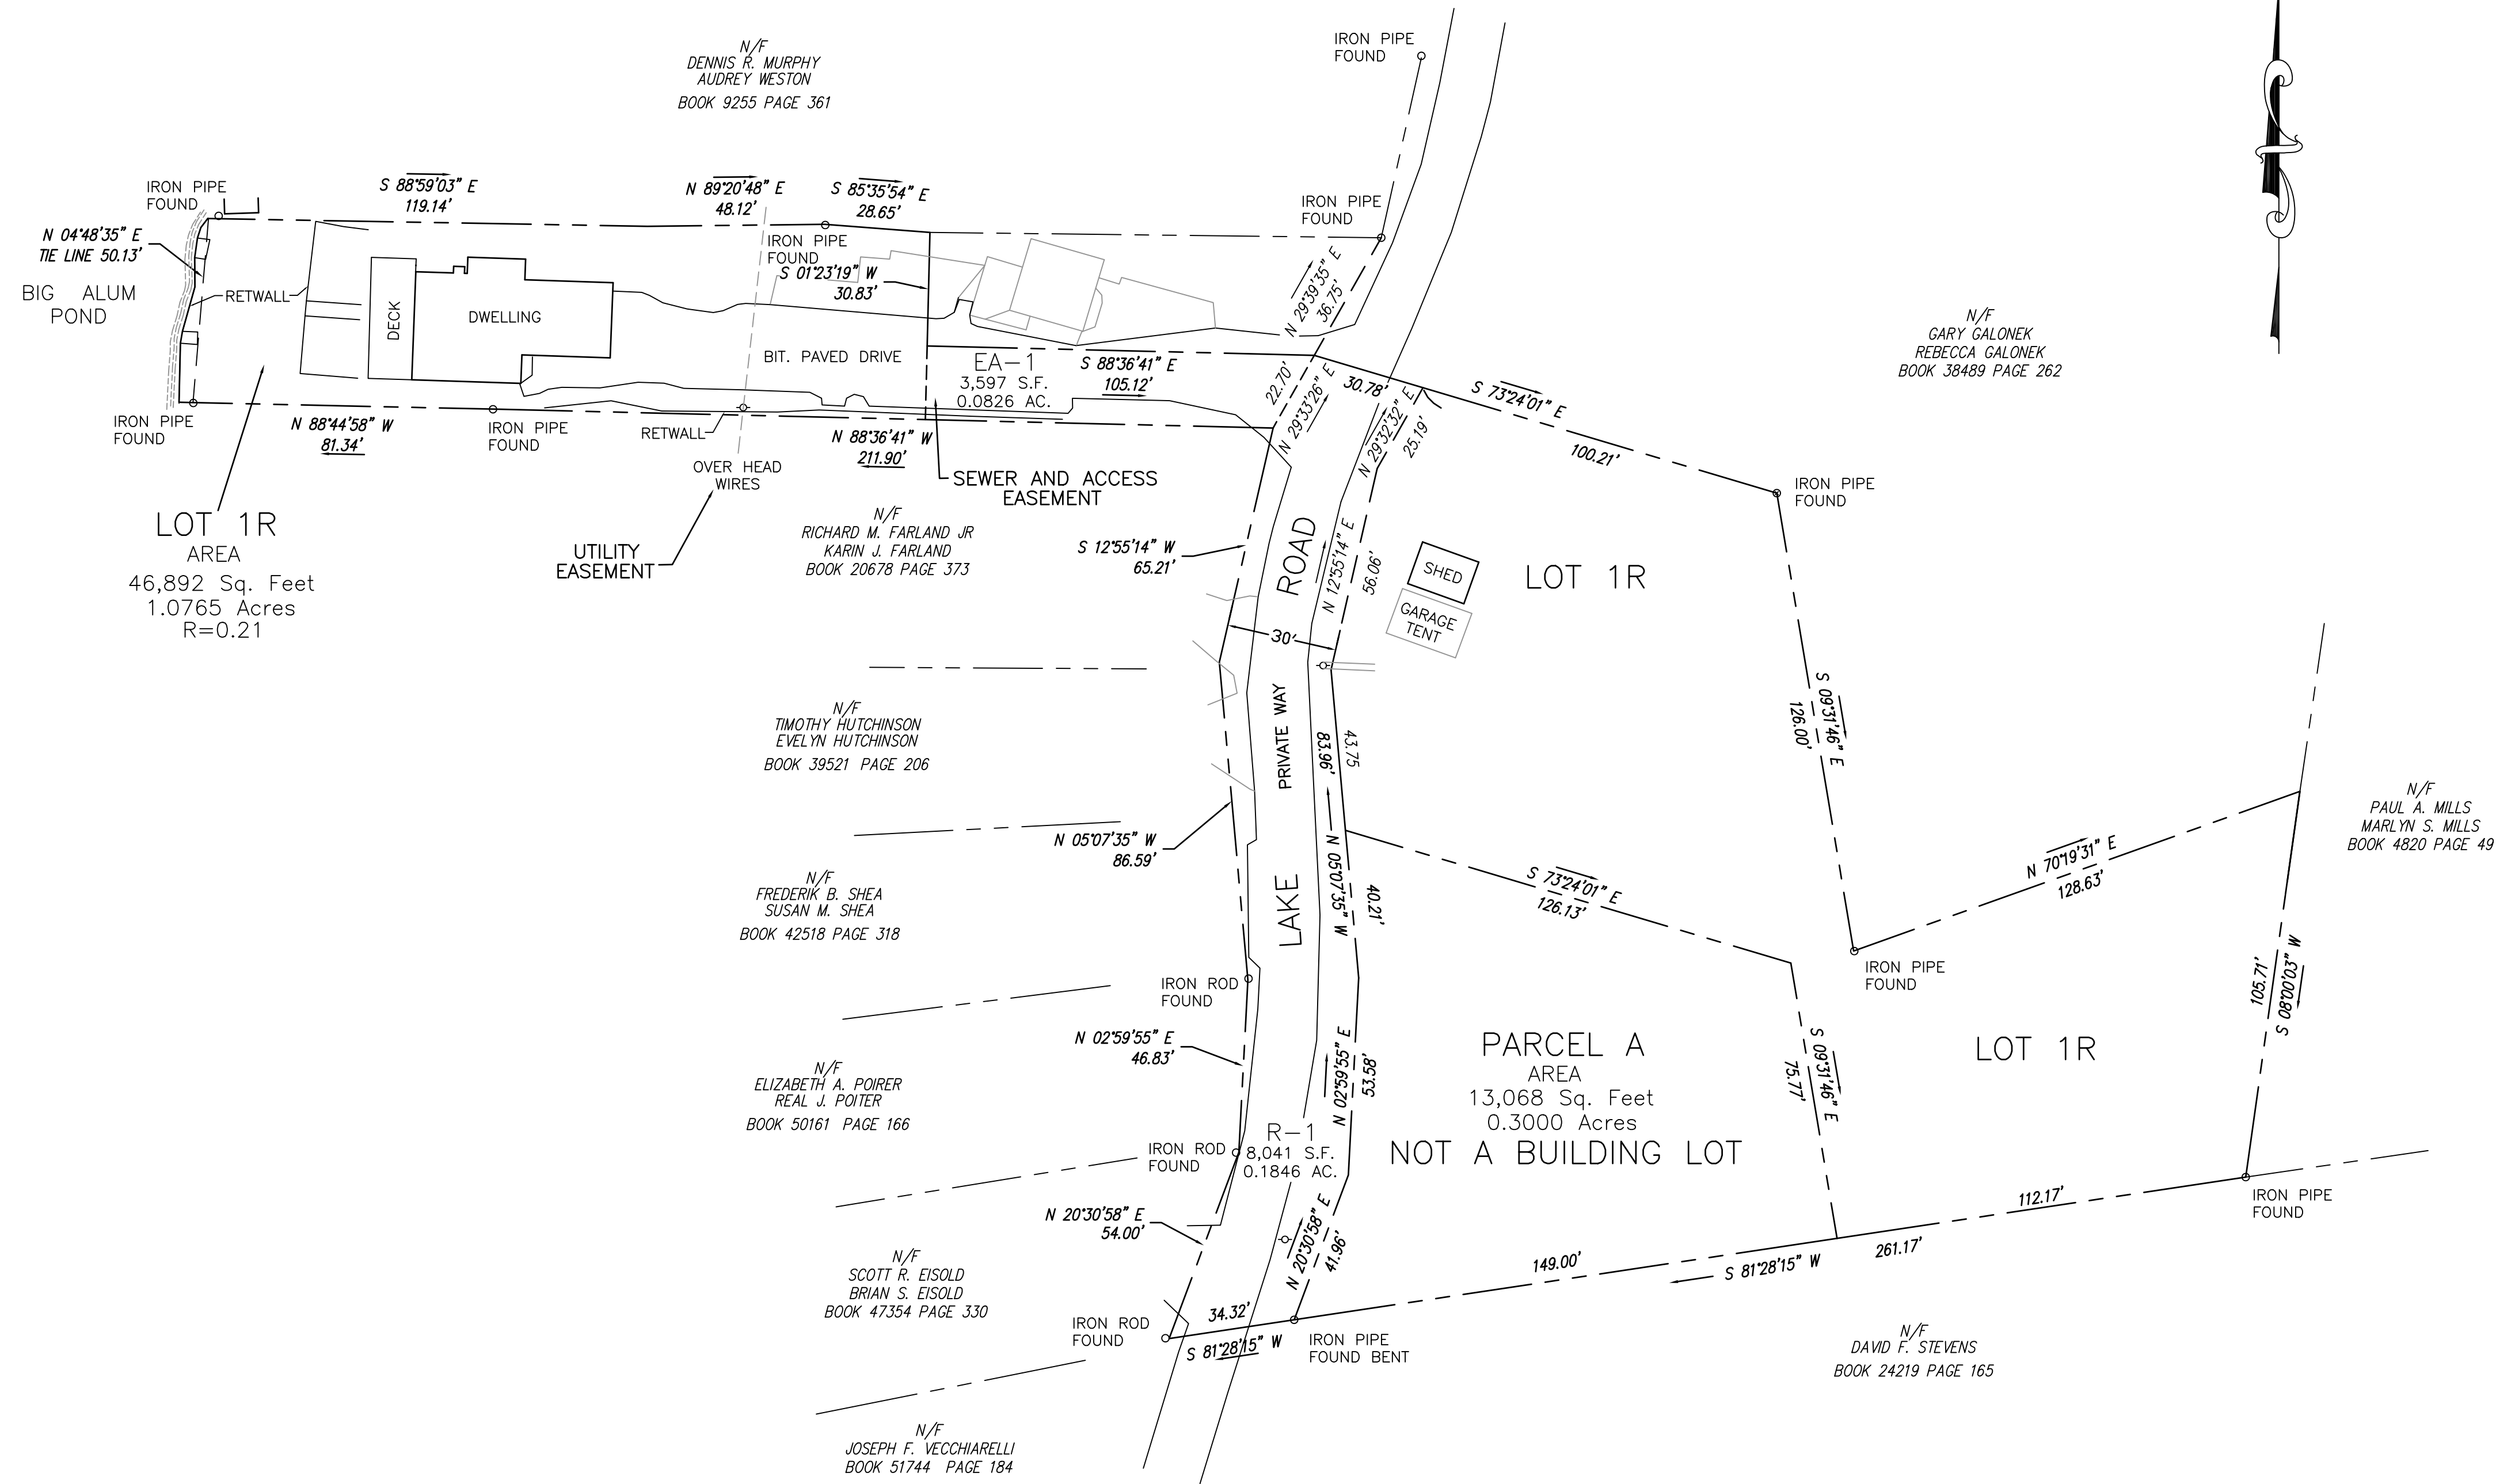 N/F
DENNIS R. MURPHY
AUDREY WESTON
BOOK 9255 PAGE 361
IRON PIPE
FOUND
IRON PIPE
FOUND
S 88°59'03" E
119.14'
N 89°20'48" E
48.12'
S 85°35'54" E
28.65'
IRON PIPE
FOUND
N 04°48'35" E
TIE LINE 50.13'
BIG ALUM
POND
RETWALL
DECK
DWELLING
IRON PIPE
FOUND
S 01°23'19" W
30.83'
BIT. PAVED DRIVE
EA-1
3,597 S.F.
0.0826 AC.
S 88°36'41" E
105.12'
N 29°39'35" E
36.75'
22.70'
N 29°33'26" E
30.78'
N 29°32'32" E
25.19'
S 73°24'01" E
100.21'
N/F
GARY GALONEK
REBECCA GALONEK
BOOK 38489 PAGE 262
IRON PIPE
FOUND
N 88°44'58" W
81.34'
IRON PIPE
FOUND
RETWALL
N 88°36'41" W
211.90'
OVER HEAD
WIRES
SEWER AND ACCESS
EASEMENT
IRON PIPE
FOUND
LOT 1R
AREA
46,892 Sq. Feet
1.0765 Acres
R=0.21
UTILITY
EASEMENT
N/F
RICHARD M. FARLAND JR
KARIN J. FARLAND
BOOK 20678 PAGE 373
S 12°55'14" W
65.21'
ROAD
N 12°55'14" E
56.06'
SHED
GARAGE
TENT
LOT 1R
30'
S 09°31'46" E
126.00'
N/F
TIMOTHY HUTCHINSON
EVELYN HUTCHINSON
BOOK 39521 PAGE 206
PRIVATE WAY
83.96'
43.75
N 05°07'35" W
86.59'
N 05°07'35" W
40.21'
LAKE
S 73°24'01" E
126.13'
N 70°19'31" E
128.63'
N/F
PAUL A. MILLS
MARLYN S. MILLS
BOOK 4820 PAGE 49
N/F
FREDERIK B. SHEA
SUSAN M. SHEA
BOOK 42518 PAGE 318
IRON ROD
FOUND
IRON PIPE
FOUND
105.71'
S 08°00'03" W
N 02°59'55" E
46.83'
N 02°59'55" E
53.58'
PARCEL A
AREA
13,068 Sq. Feet
0.3000 Acres
NOT A BUILDING LOT
S 09°31'46" E
75.77'
LOT 1R
N/F
ELIZABETH A. POIRER
REAL J. POITER
BOOK 50161 PAGE 166
IRON ROD
FOUND
R-1
8,041 S.F.
0.1846 AC.
IRON PIPE
FOUND
N 20°30'58" E
54.00'
N 20°30'58" E
41.96'
112.17'
149.00'
261.17'
S 81°28'15" W
N/F
SCOTT R. EISOLD
BRIAN S. EISOLD
BOOK 47354 PAGE 330
IRON ROD
FOUND
34.32'
S 81°28'15" W
IRON PIPE
FOUND BENT
N/F
DAVID F. STEVENS
BOOK 24219 PAGE 165
N/F
JOSEPH F. VECCHIARELLI
BOOK 51744 PAGE 184